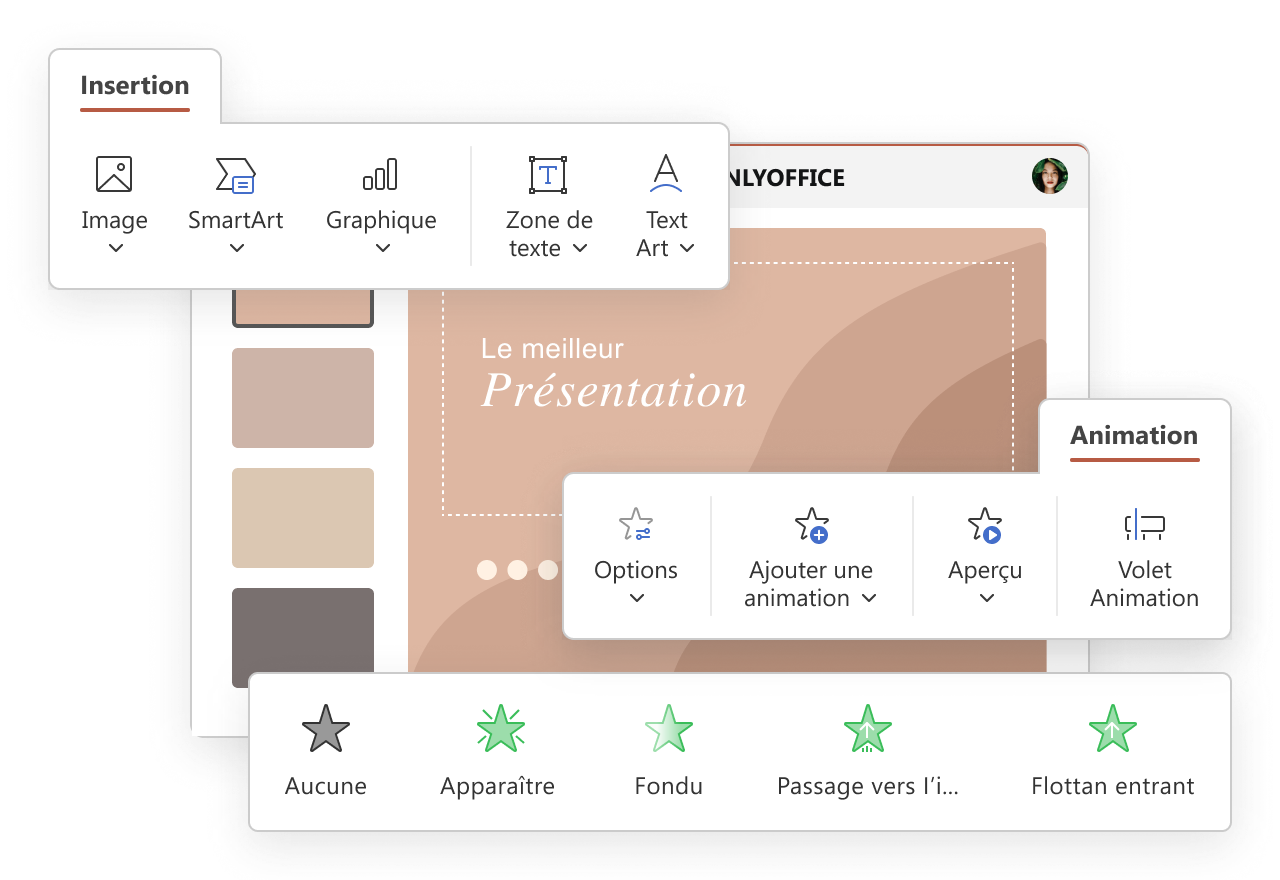 Insertion
Image
SmartArt
Graphique
Zone de
texte
Text
Art
NLYOFFICE
Le meilleur
Présentation
Animation
Options
Ajouter une
animation
Aperçu
Volet
Animation
Aucune
Apparaître
Fondu
Passage vers l’i...
Flottan entrant